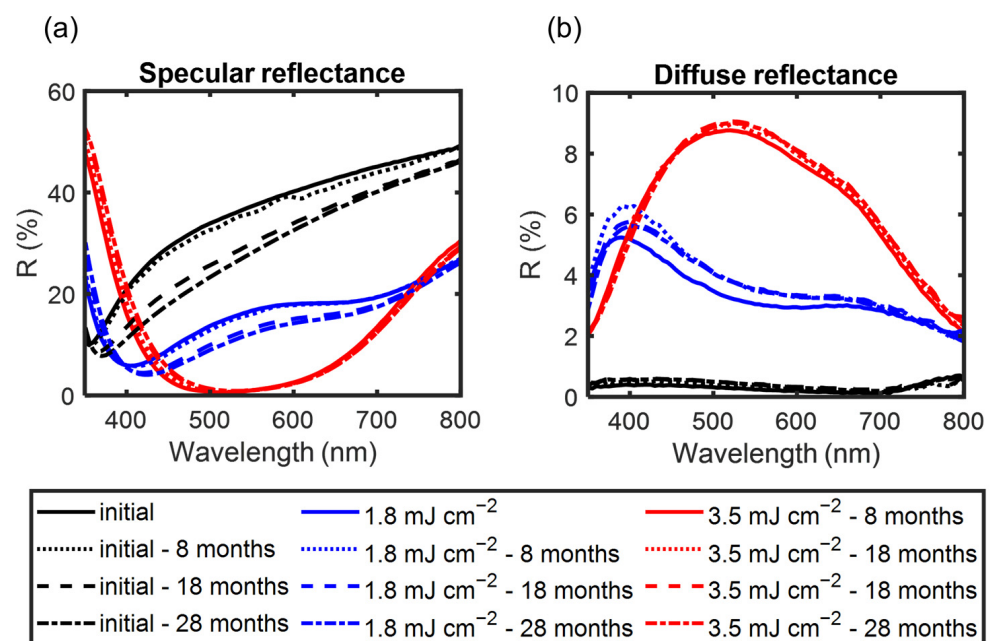 (a)
(b)
Specular reflectance
Diffuse reflectance
60
40
20
0
R (%)
400
500
600
700
800
Wavelength (nm)
10
8
6
4
2
0
R (%)
400
500
600
700
800
Wavelength (nm)
initial
1.8 mJ cm⁻²
3.5 mJ cm⁻² - 8 months
initial - 8 months
1.8 mJ cm⁻² - 8 months
3.5 mJ cm⁻² - 18 months
initial - 18 months
1.8 mJ cm⁻² - 18 months
3.5 mJ cm⁻² - 18 months
initial - 28 months
1.8 mJ cm⁻² - 28 months
3.5 mJ cm⁻² - 28 months